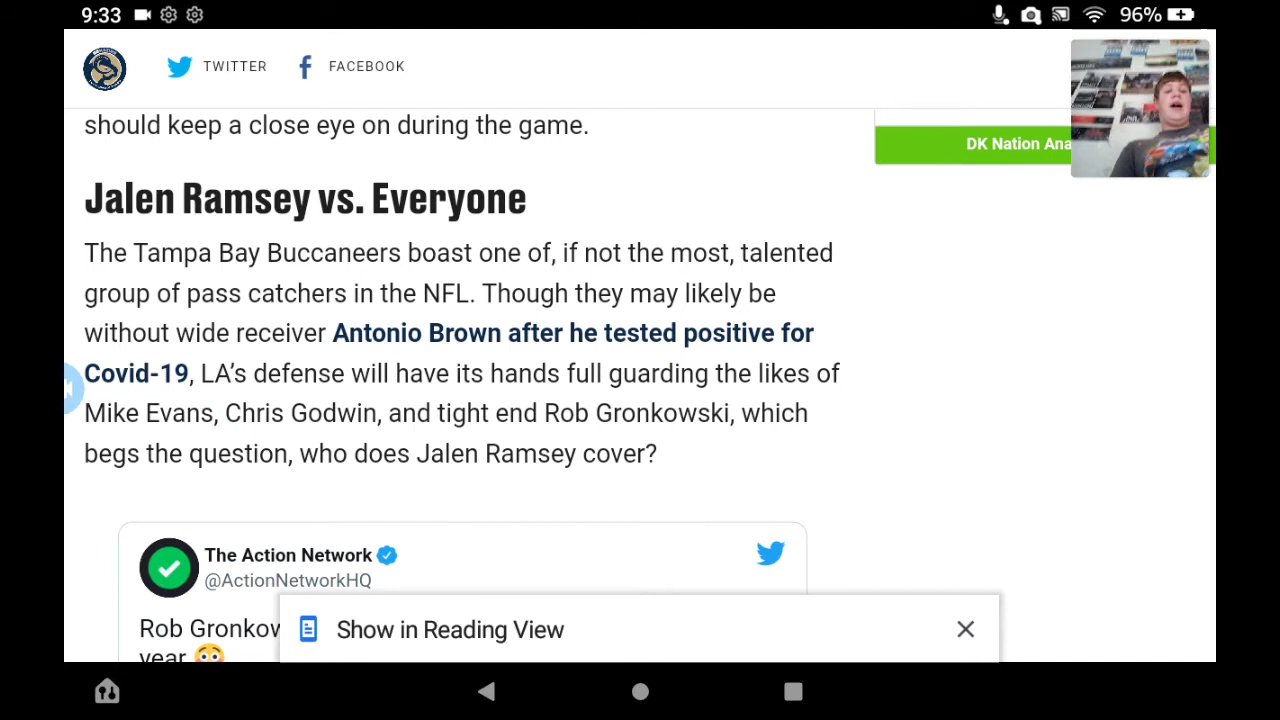 9:33
96%
TWITTER
FACEBOOK
should keep a close eye on during the game.
DK Nation Ana
Jalen Ramsey vs. Everyone
The Tampa Bay Buccaneers boast one of, if not the most, talented
group of pass catchers in the NFL. Though they may likely be
without wide receiver Antonio Brown after he tested positive for
Covid-19, LA’s defense will have its hands full guarding the likes of
Mike Evans, Chris Godwin, and tight end Rob Gronkowski, which
begs the question, who does Jalen Ramsey cover?
The Action Network
@ActionNetworkHQ
Rob Gronkow
year 😳
Show in Reading View